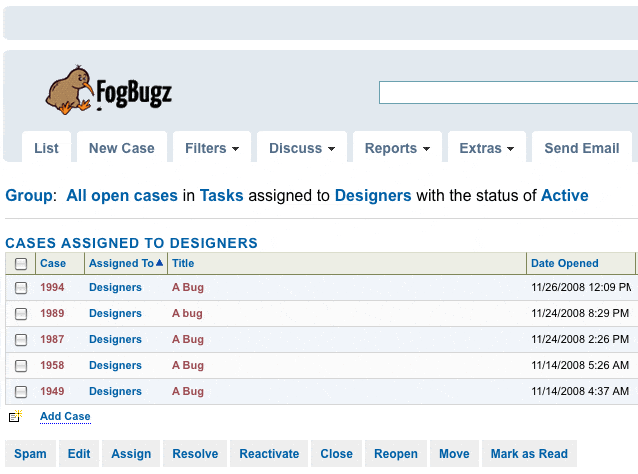 FogBugz
List New Case Filters Discuss Reports Extras Send Email
Group: All open cases in Tasks assigned to Designers with the status of Active
CASES ASSIGNED TO DESIGNERS
Case Assigned To Title Date Opened
1994 Designers A Bug 11/26/2008 12:09 PM
1989 Designers A bug 11/24/2008 8:29 PM
1987 Designers A Bug 11/24/2008 2:26 PM
1958 Designers A Bug 11/14/2008 5:26 AM
1949 Designers A Bug 11/14/2008 4:37 AM
Add Case
Spam Edit Assign Resolve Reactivate Close Reopen Move Mark as Read